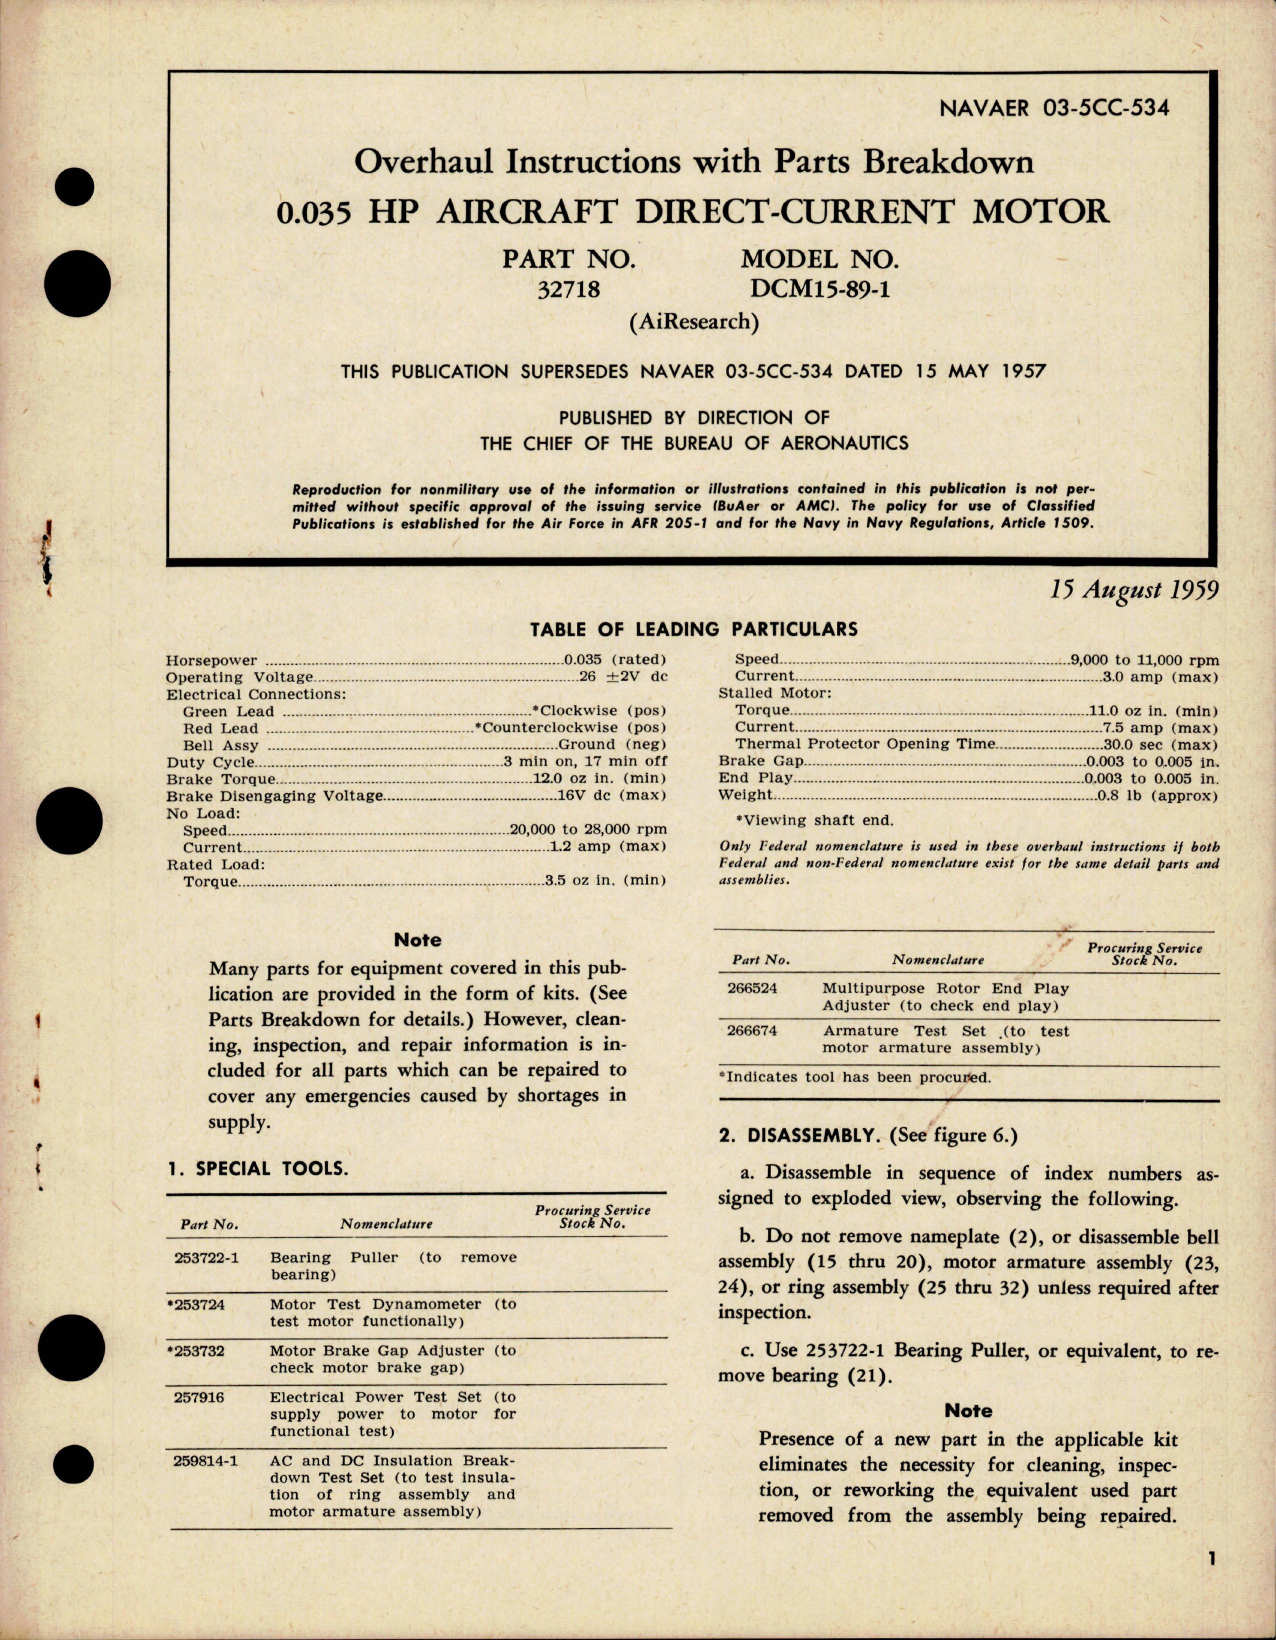 NAVAER 03-5CC-534
Overhaul Instructions with Parts Breakdown
0.035 HP AIRCRAFT DIRECT-CURRENT MOTOR
PART NO. MODEL NO.
32718 DCM15-89-1
(AiResearch)
THIS PUBLICATION SUPERSEDES NAVAER 03-5CC-534 DATED 15 MAY 1957
PUBLISHED BY DIRECTION OF
THE CHIEF OF THE BUREAU OF AERONAUTICS
Reproduction for nonmilitary use of the information or illustrations contained in this publication is not per-
mitted without specific approval of the issuing service (BuAer or AMC). The policy for use of Classified
Publications is established for the Air Force in AFR 205-1 and for the Navy in Navy Regulations, Article 1509.
15 August 1959
TABLE OF LEADING PARTICULARS
Horsepower ........ 0.035 (rated)
Operating Voltage ........ 26 ±2V dc
Electrical Connections:
Green Lead ........ *Clockwise (pos)
Red Lead ........ *Counterclockwise (pos)
Bell Assy ........ Ground (neg)
Duty Cycle ........ 3 min on, 17 min off
Brake Torque ........ 12.0 oz in. (min)
Brake Disengaging Voltage ........ 16V dc (max)
No Load:
Speed ........ 20,000 to 28,000 rpm
Current ........ 1.2 amp (max)
Rated Load:
Torque ........ 3.5 oz in. (min)
Speed ........ 9,000 to 11,000 rpm
Current ........ 3.0 amp (max)
Stalled Motor:
Torque ........ 11.0 oz in. (min)
Current ........ 7.5 amp (max)
Thermal Protector Opening Time ........ 30.0 sec (max)
Brake Gap ........ 0.003 to 0.005 in.
End Play ........ 0.003 to 0.005 in.
Weight ........ 0.8 lb (approx)
*Viewing shaft end.
Only Federal nomenclature is used in these overhaul instructions if both
Federal and non-Federal nomenclature exist for the same detail parts and
assemblies.
Note
Many parts for equipment covered in this pub-
lication are provided in the form of kits. (See
Parts Breakdown for details.) However, clean-
ing, inspection, and repair information is in-
cluded for all parts which can be repaired to
cover any emergencies caused by shortages in
supply.
1. SPECIAL TOOLS.
Part No. Nomenclature Procuring Service
Stock No.
253722-1 Bearing Puller (to remove
bearing)
*253724 Motor Test Dynamometer (to
test motor functionally)
*253732 Motor Brake Gap Adjuster (to
check motor brake gap)
257916 Electrical Power Test Set (to
supply power to motor for
functional test)
259814-1 AC and DC Insulation Break-
down Test Set (to test insula-
tion of ring assembly and
motor armature assembly)
Part No. Nomenclature Procuring Service
Stock No.
266524 Multipurpose Rotor End Play
Adjuster (to check end play)
266674 Armature Test Set (to test
motor armature assembly)
*Indicates tool has been procured.
2. DISASSEMBLY. (See figure 6.)
a. Disassemble in sequence of index numbers as-
signed to exploded view, observing the following.
b. Do not remove nameplate (2), or disassemble bell
assembly (15 thru 20), motor armature assembly (23,
24), or ring assembly (25 thru 32) unless required after
inspection.
c. Use 253722-1 Bearing Puller, or equivalent, to re-
move bearing (21).
Note
Presence of a new part in the applicable kit
eliminates the necessity for cleaning, inspec-
tion, or reworking the equivalent used part
removed from the assembly being repaired.
1